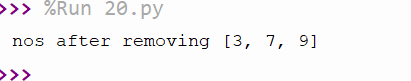 >>> %Run 20.py
nos after removing [3, 7, 9]
>>>